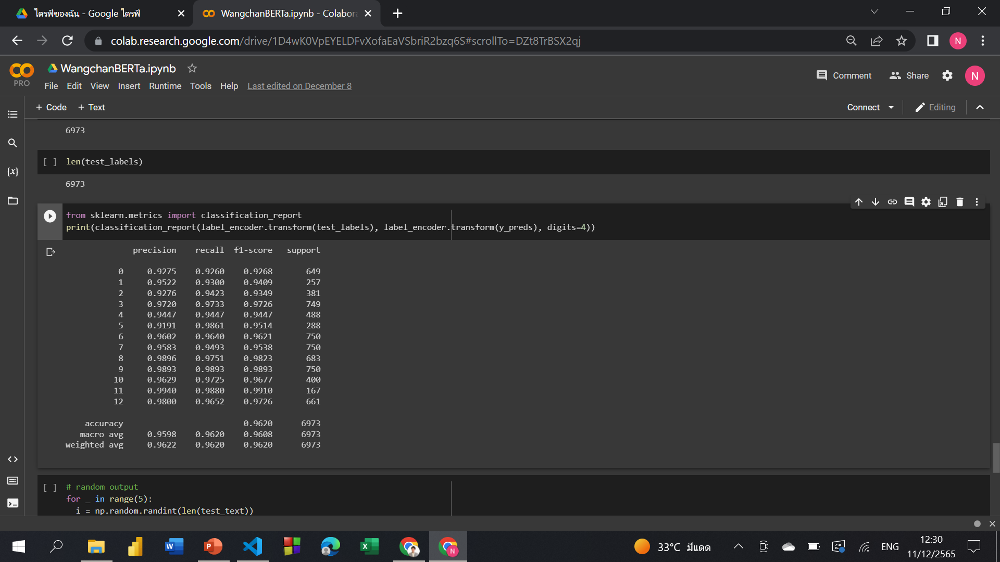 ไดรฟ์ของฉัน - Google ไดรฟ์
WangchanBERTa.ipynb - Colabora
colab.research.google.com/drive/1D4wK0VpEYELDFvXofaEaVSbriR2bzq6S#scrollTo=DZt8TrBSX2qj
N
PRO
WangchanBERTa.ipynb
File Edit View Insert Runtime Tools Help Last edited on December 8
Comment Share N
+ Code + Text
Connect Editing
6973
[ ] len(test_labels)
6973
from sklearn.metrics import classification_report
print(classification_report(label_encoder.transform(test_labels), label_encoder.transform(y_preds), digits=4))
precision recall f1-score support
0 0.9275 0.9260 0.9268 649
1 0.9522 0.9300 0.9409 257
2 0.9276 0.9423 0.9349 381
3 0.9720 0.9733 0.9726 749
4 0.9447 0.9447 0.9447 488
5 0.9191 0.9861 0.9514 288
6 0.9602 0.9640 0.9621 750
7 0.9583 0.9493 0.9538 750
8 0.9896 0.9751 0.9823 683
9 0.9893 0.9893 0.9893 750
10 0.9629 0.9725 0.9677 400
11 0.9940 0.9880 0.9910 167
12 0.9800 0.9652 0.9726 661
accuracy 0.9620 6973
macro avg 0.9598 0.9620 0.9608 6973
weighted avg 0.9622 0.9620 0.9620 6973
[ ] # random output
for _ in range(5):
i = np.random.randint(len(test_text))
33°C มีแดด
ENG
12:30
11/12/2565